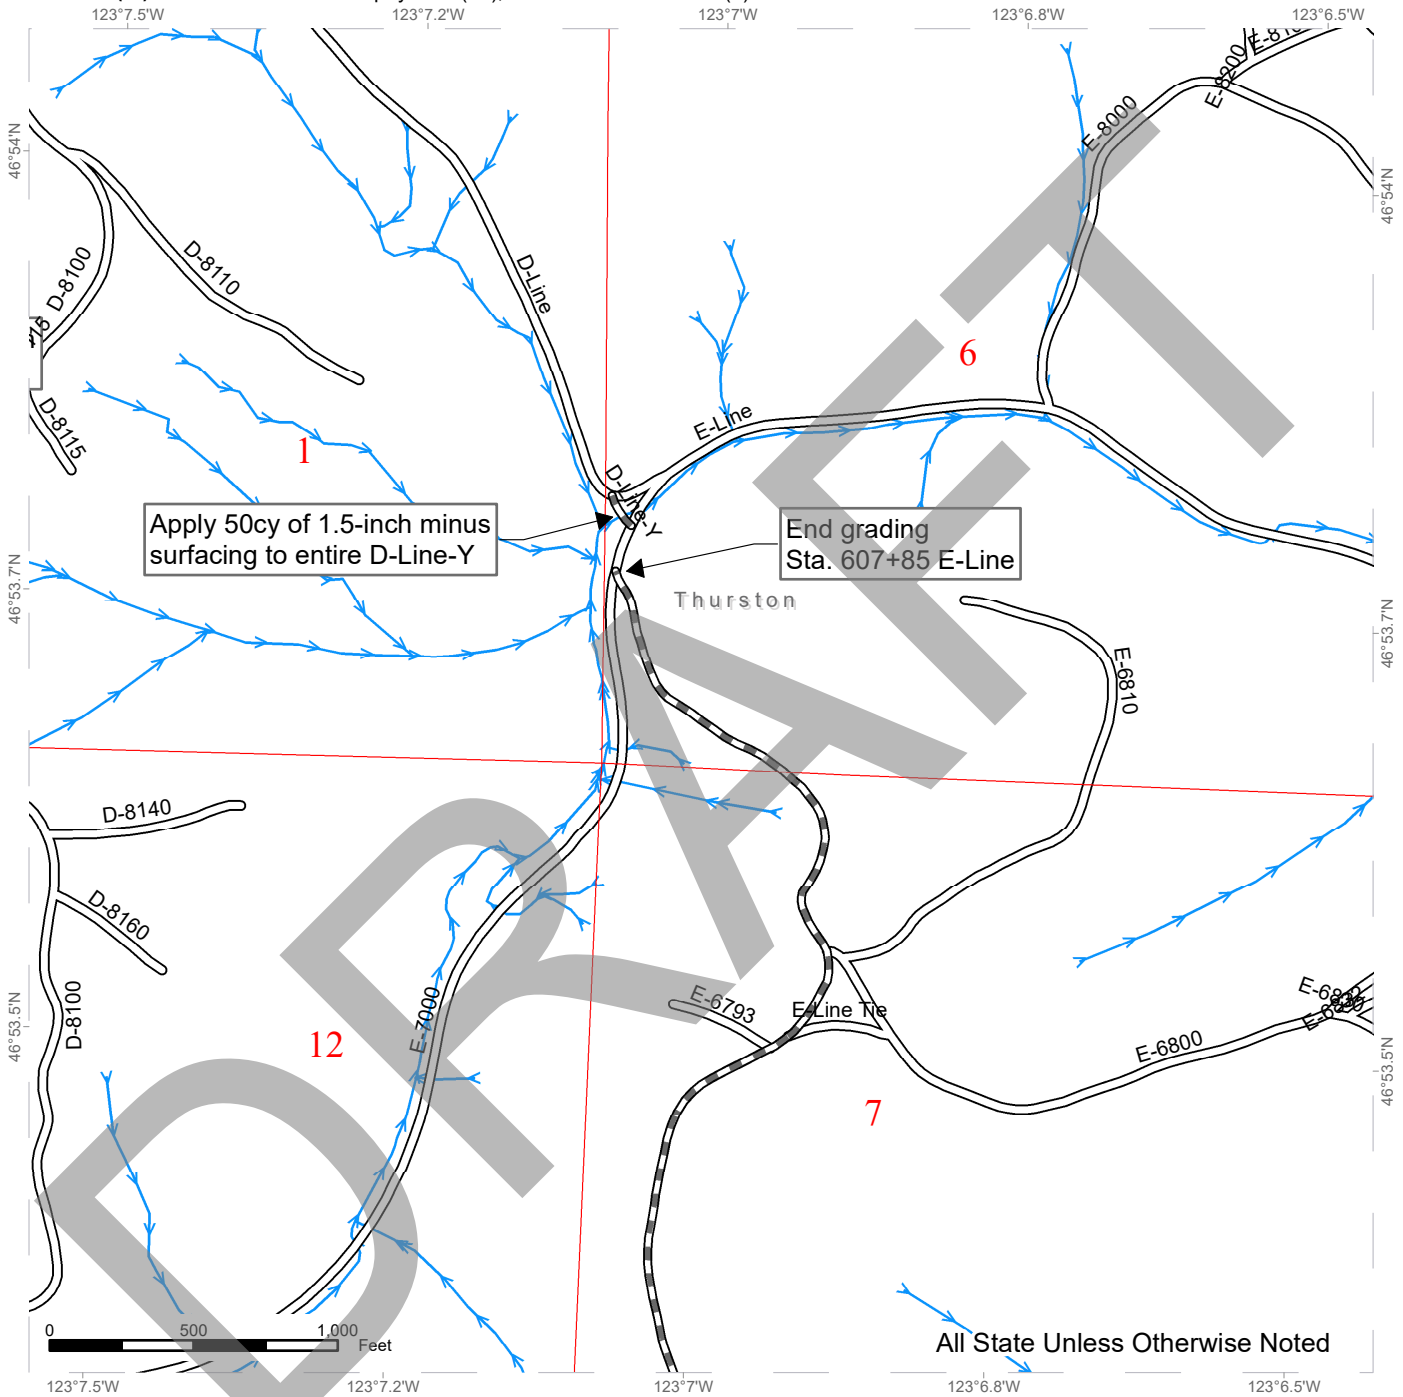 123°7.5'W
123°7.2'W
123°7'W
123°6.8'W
123°6.5'W
E-8200
E-8000
46°54'N
46°54'N
D-8100
D-8110
D-Line
6
D-8115
E-Line
1
D-Line-Y
Apply 50cy of 1.5-inch minus
surfacing to entire D-Line-Y
End grading
Sta. 607+85 E-Line
Thurston
46°53.7'N
46°53.7'N
E-6810
D-8140
D-8160
D-8100
E-7000
E-6793
E-Line Tie
E-6800
46°53.5'N
46°53.5'N
12
7
DRAFT
0 500 1,000
Feet
All State Unless Otherwise Noted
123°7.5'W
123°7.2'W
123°7'W
123°6.8'W
123°6.5'W